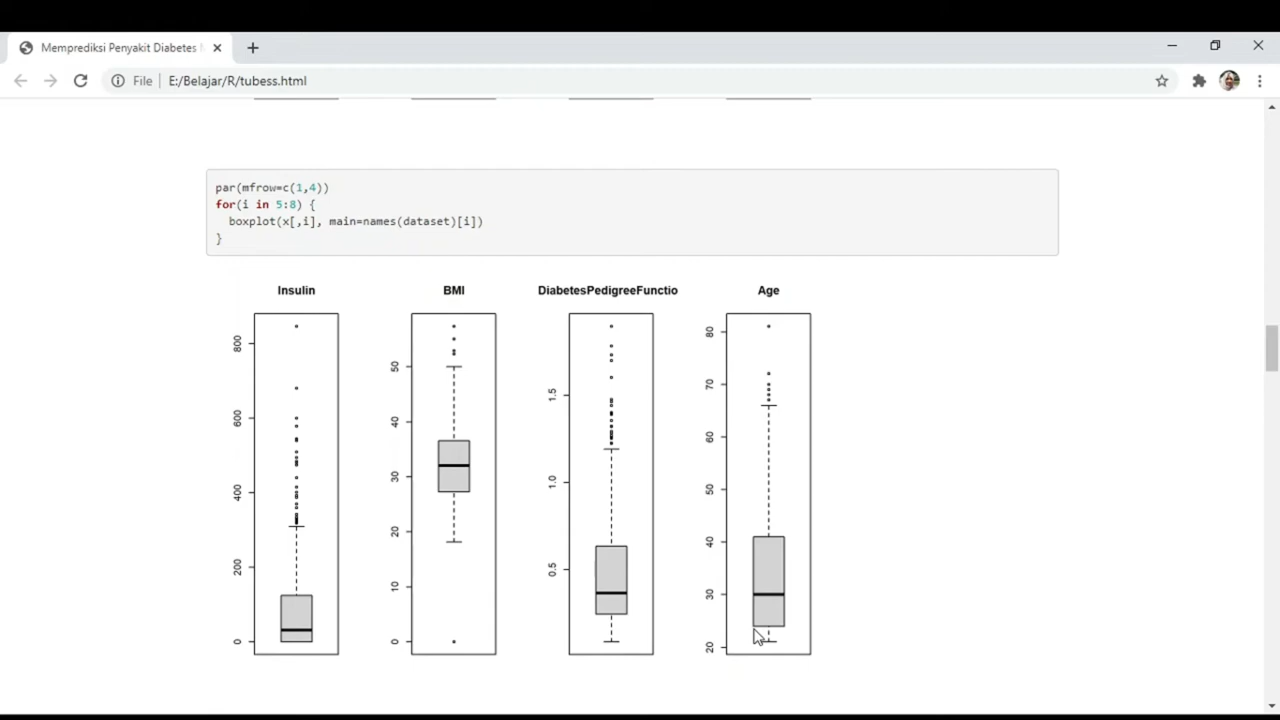 Memprediksi Penyakit Diabetes M
File
E:/Belajar/R/tubess.html
par(mfrow=c(1,4))
for(i in 5:8) {
boxplot(x[,i], main=names(dataset)[i])
}
Insulin
0 200 400 600 800
BMI
0 10 20 30 40 50
DiabetesPedigreeFunctio
0.5 1.0 1.5
Age
20 30 40 50 60 70 80